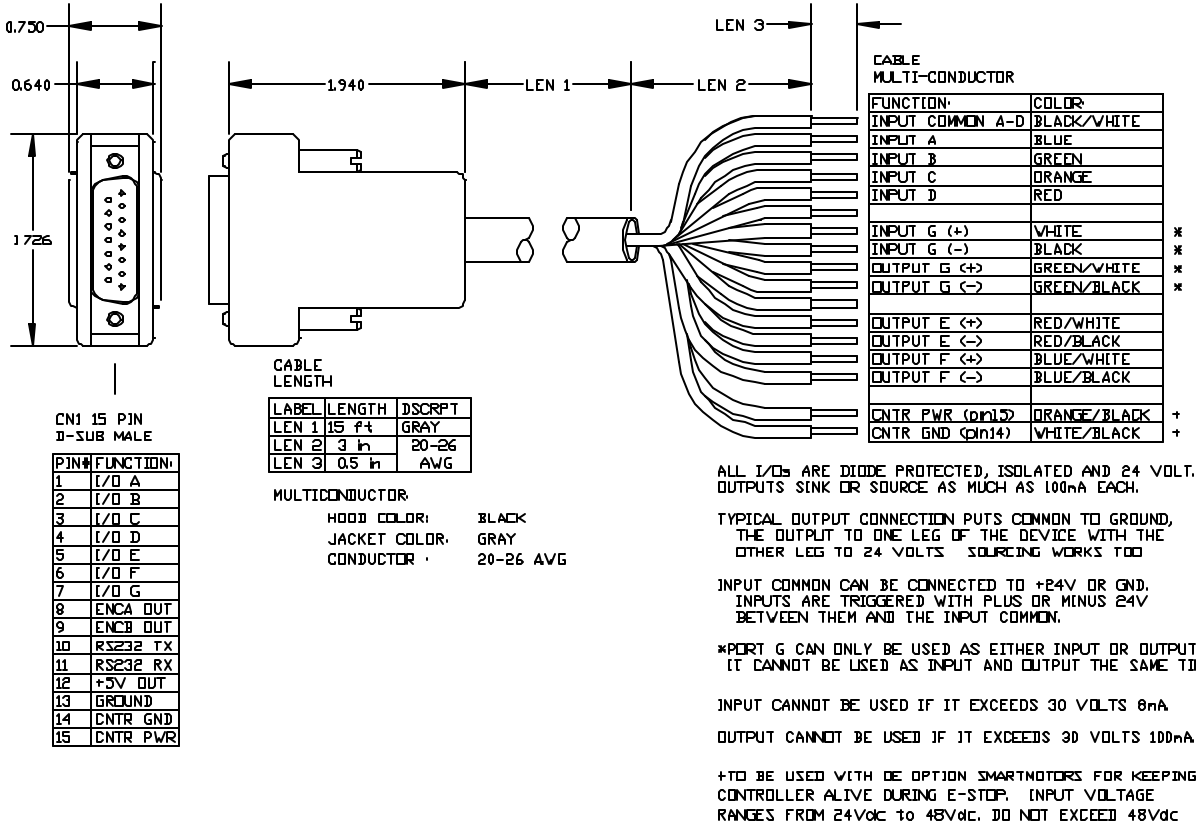 0.750
0.640
1.726
1.940
LEN 1
LEN 2
LEN 3
CN1 15 PIN
D-SUB MALE
PIN# FUNCTION:
1 I/O A
2 I/O B
3 I/O C
4 I/O D
5 I/O E
6 I/O F
7 I/O G
8 ENCA OUT
9 ENCB OUT
10 RS232 TX
11 RS232 RX
12 +5V OUT
13 GROUND
14 CNTR GND
15 CNTR PWR
CABLE
LENGTH
LABEL LENGTH DSCRPT
LEN 1 15 ft GRAY
LEN 2 3 in 20-26
LEN 3 0.5 in AWG
MULTICONDUCTOR:
HOOD COLOR: BLACK
JACKET COLOR: GRAY
CONDUCTOR : 20-26 AWG
CABLE
MULTI-CONDUCTOR
FUNCTION: COLOR:
INPUT COMMON A-D BLACK/WHITE
INPUT A BLUE
INPUT B GREEN
INPUT C ORANGE
INPUT D RED
INPUT G (+) WHITE *
INPUT G (-) BLACK *
OUTPUT G (+) GREEN/WHITE *
OUTPUT G (-) GREEN/BLACK *
OUTPUT E (+) RED/WHITE
OUTPUT E (-) RED/BLACK
OUTPUT F (+) BLUE/WHITE
OUTPUT F (-) BLUE/BLACK
CNTR PWR (pin15) ORANGE/BLACK +
CNTR GND (pin14) WHITE/BLACK +
ALL I/Os ARE DIODE PROTECTED, ISOLATED AND 24 VOLT.
OUTPUTS SINK OR SOURCE AS MUCH AS 100mA EACH.
TYPICAL OUTPUT CONNECTION PUTS COMMON TO GROUND,
THE OUTPUT TO ONE LEG OF THE DEVICE WITH THE
OTHER LEG TO 24 VOLTS SOURCING WORKS TOO
INPUT COMMON CAN BE CONNECTED TO +24V OR GND.
INPUTS ARE TRIGGERED WITH PLUS OR MINUS 24V
BETWEEN THEM AND THE INPUT COMMON.
*PORT G CAN ONLY BE USED AS EITHER INPUT OR OUTPUT
IT CANNOT BE USED AS INPUT AND OUTPUT THE SAME TI
INPUT CANNOT BE USED IF IT EXCEEDS 30 VOLTS 8mA
OUTPUT CANNOT BE USED IF IT EXCEEDS 30 VOLTS 100mA
+TO BE USED WITH DE OPTION SMARTMOTORS FOR KEEPING
CONTROLLER ALIVE DURING E-STOP. INPUT VOLTAGE
RANGES FROM 24Vdc to 48Vdc. DO NOT EXCEED 48Vdc